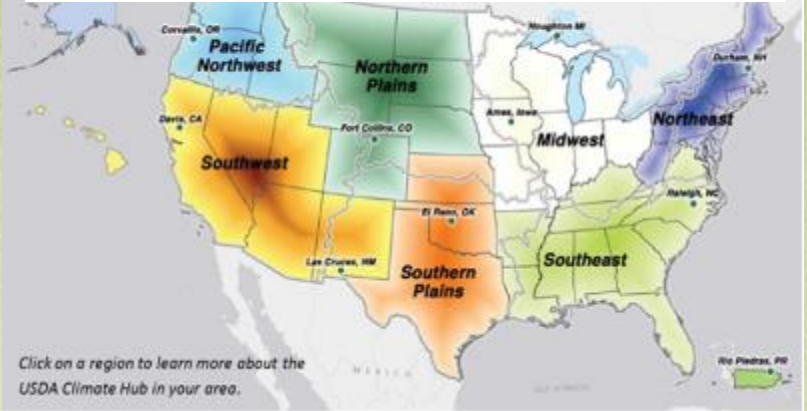 Corvallis, OR
Pacific
Northwest
Houghton MI
Durham, NH
Northern
Plains
Northeast
Davis, CA
Fort Collins, CO
Ames, Iowa
Midwest
Southwest
Raleigh, NC
El Reno, OK
Las Cruces, NM
Southern
Plains
Southeast
Click on a region to learn more about the
USDA Climate Hub in your area.
MEXICO
Rio Piedras, PR